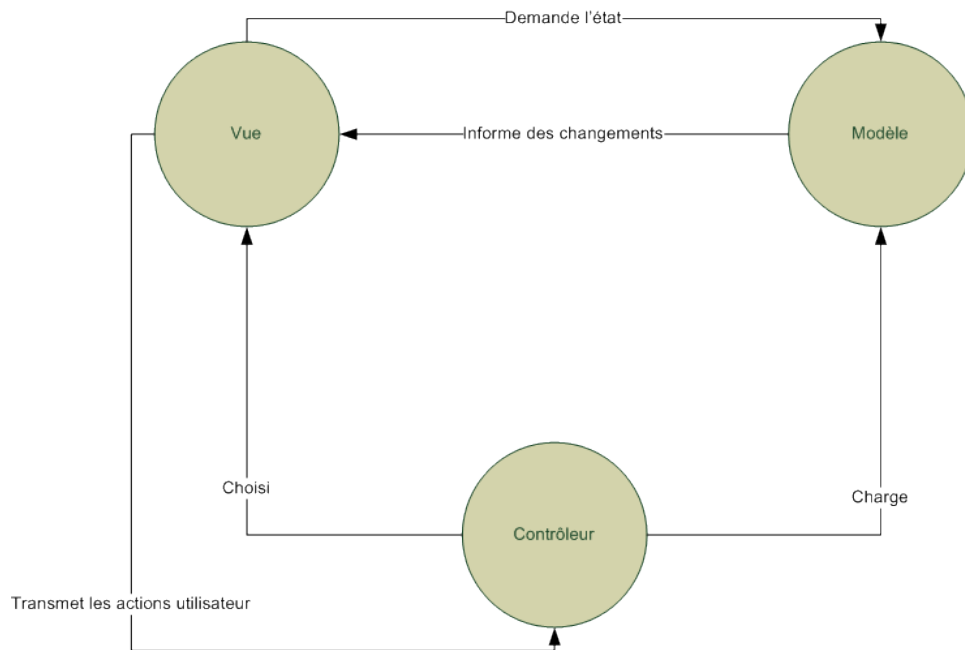 Demande l'état
Vue
Informe des changements
Modèle
Choisi
Charge
Contrôleur
Transmet les actions utilisateur